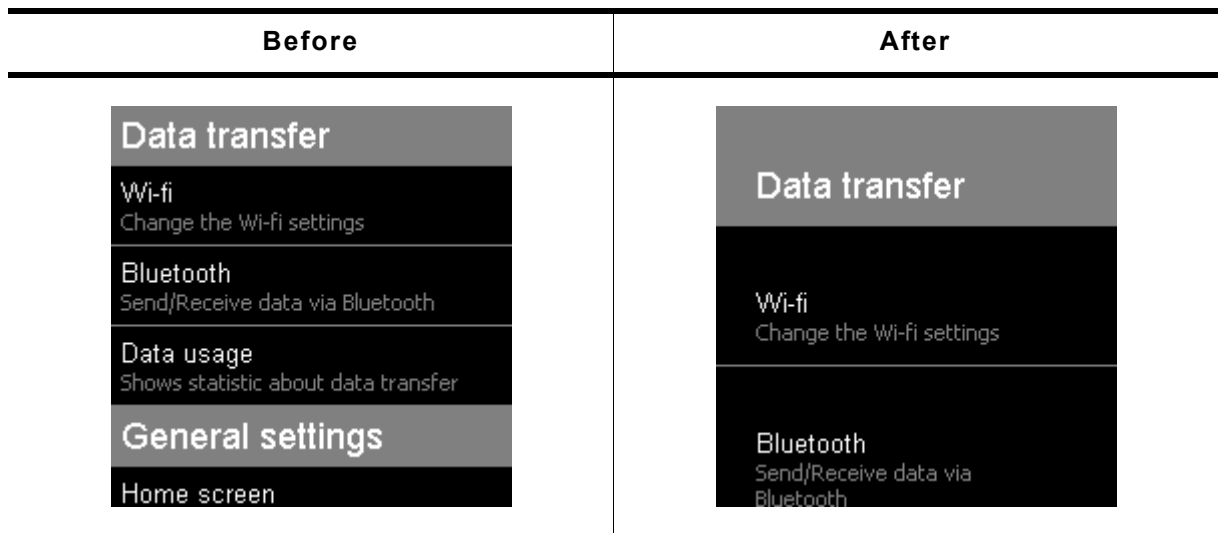 Before
After
Data transfer
Wi-fi
Change the Wi-fi settings
Bluetooth
Send/Receive data via Bluetooth
Data usage
Shows statistic about data transfer
General settings
Home screen
Data transfer
Wi-fi
Change the Wi-fi settings
Bluetooth
Send/Receive data via
Bluetooth